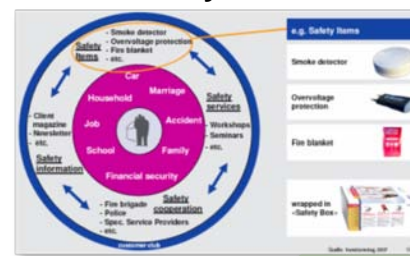 - Smoke detector
- Overvoltage protection
- Fire blanket
- etc.
Safety
Items
Car
Marriage
Household
Safety
services
- Client
magazine
- Newsletter
- etc.
Job
Accident
- Workshops
- Seminars
- etc.
School
Family
Safety
information
Financial security
- Fire brigade
- Police
- Spec. Service Providers
- etc.
Safety
cooperation
customer club
e.g. Safety Items
Smoke detector
Overvoltage
protection
Fire blanket
wrapped in
«Safety Box»